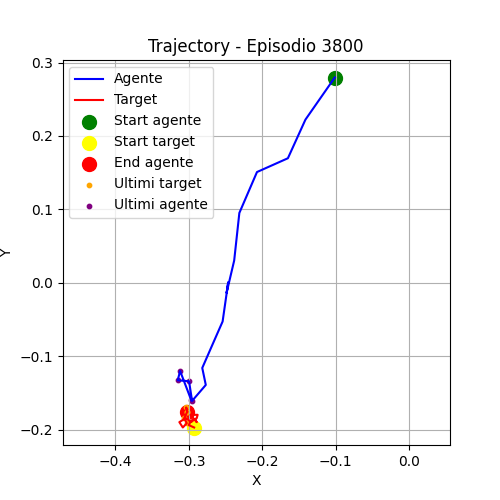 Trajectory - Episodio 3800
Agente
Target
Start agente
Start target
End agente
Ultimi target
Ultimi agente
0.3
0.2
0.1
0.0
−0.1
−0.2
Y
−0.4
−0.3
−0.2
−0.1
0.0
X